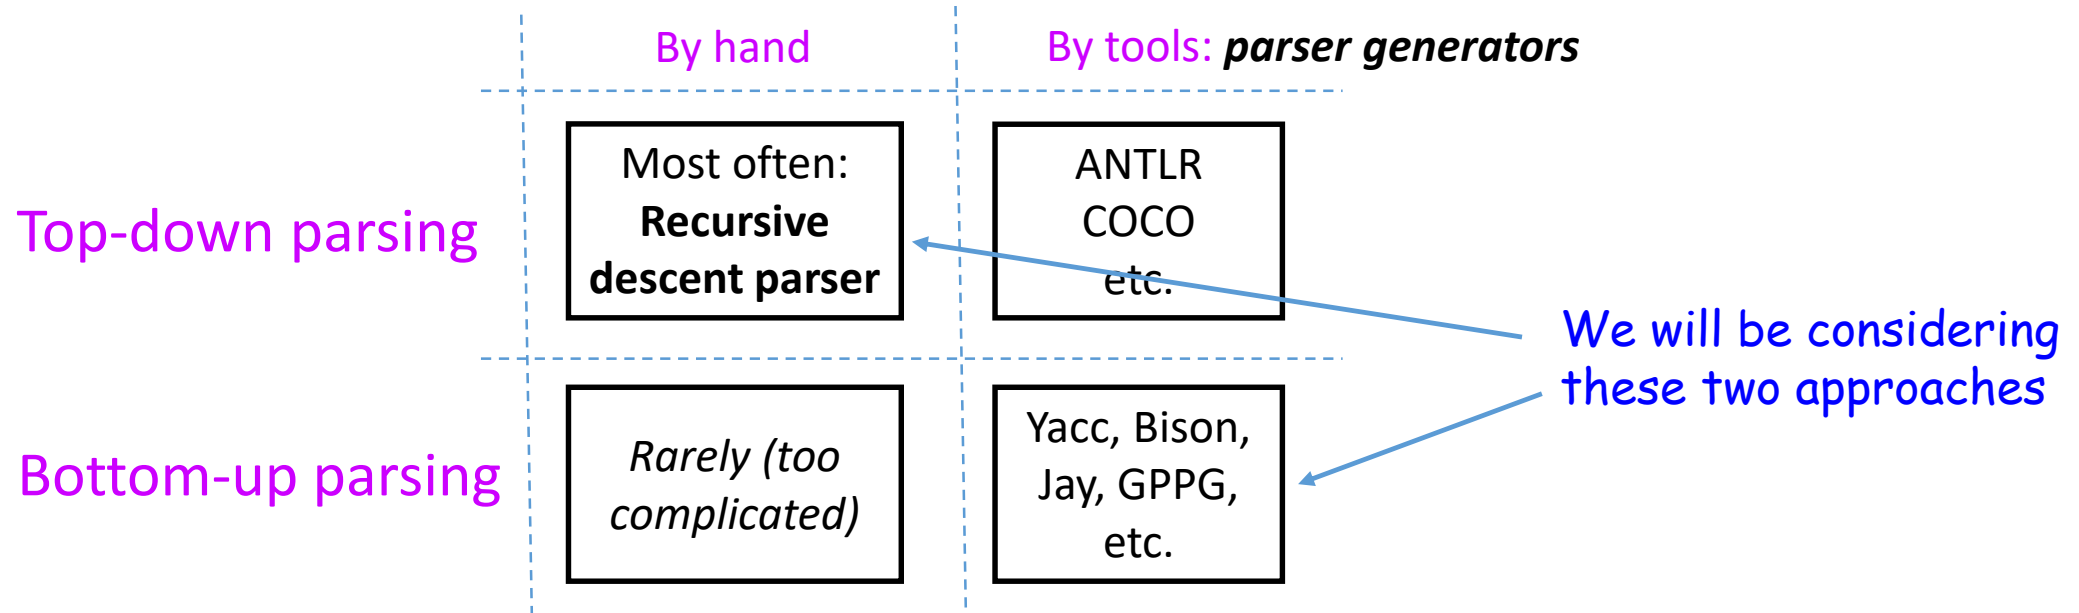 By hand
By tools: parser generators
Top-down parsing
Most often:
Recursive
descent parser
ANTLR
COCO
etc.
We will be considering
these two approaches
Bottom-up parsing
Rarely (too
complicated)
Yacc, Bison,
Jay, GPPG,
etc.